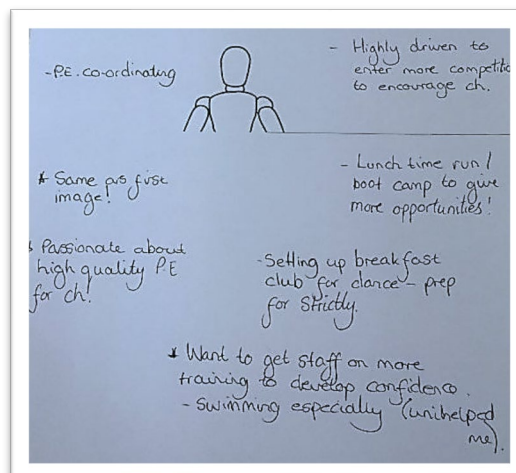 -P.E. co-ordinating
- Highly driven to
enter more competitio
to encourage ch.
* Same as first
image!
- Lunch time run/
boot camp to give
more opportunities!
* Passionate about
high quality P.E
for ch!
-Setting up breakfast
club for dance - prep
for Strictly.
* Want to get staff on more
training to develop confidence.
- Swimming especially (uni helped
me).